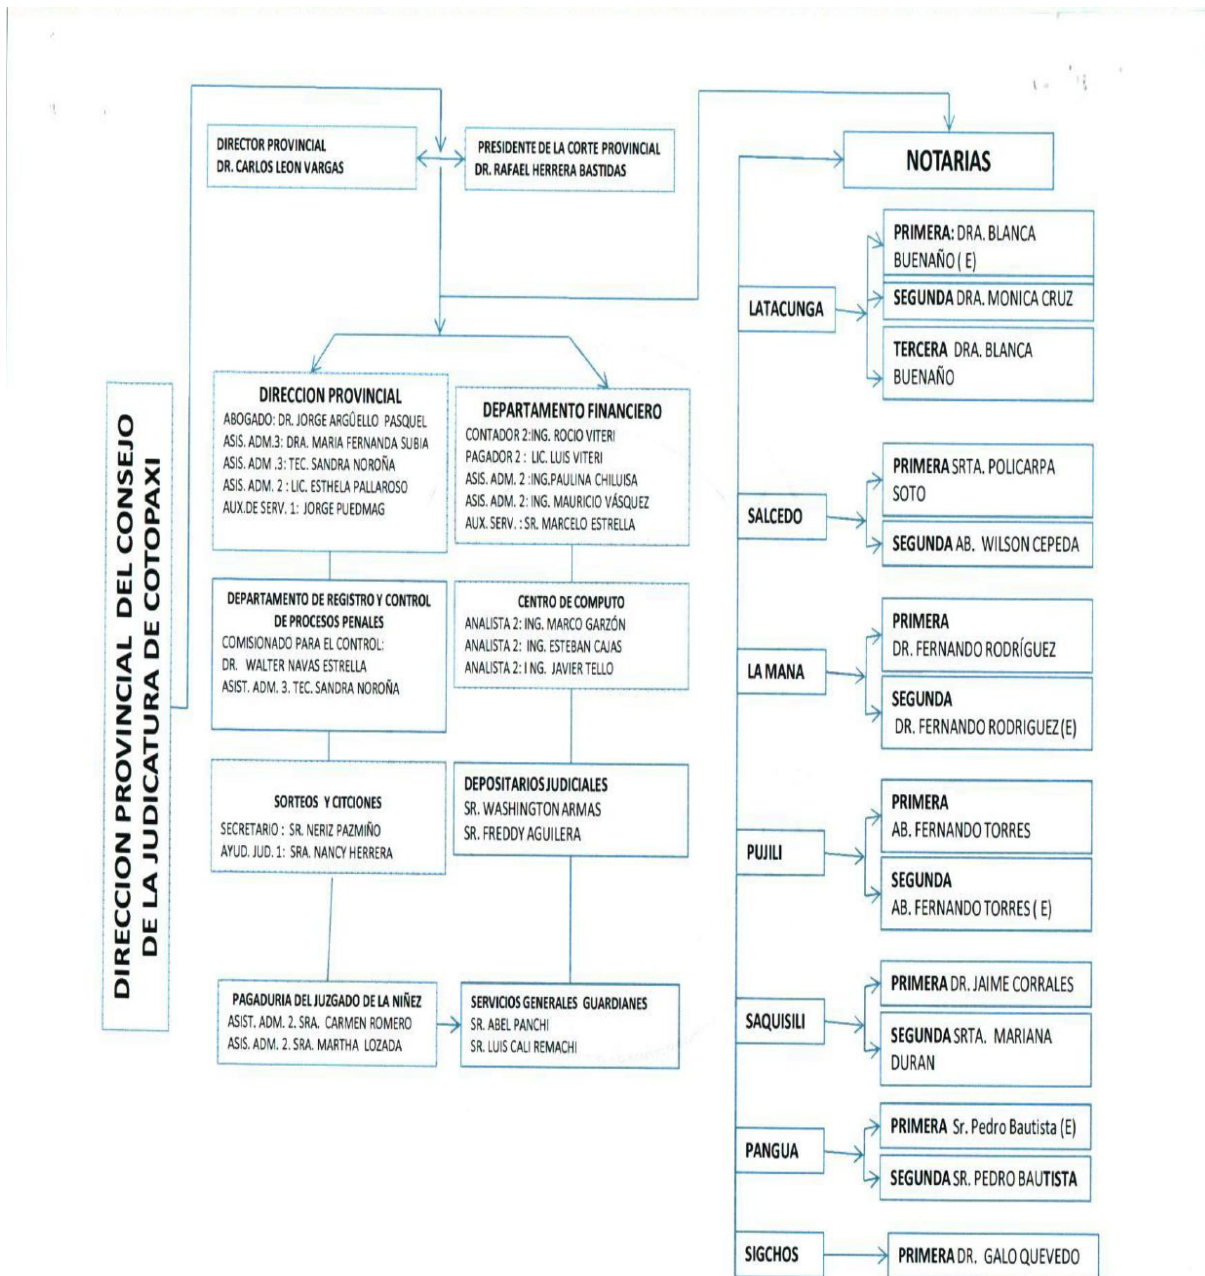 DIRECCION PROVINCIAL DEL CONSEJO
DE LA JUDICATURA DE COTOPAXI
DIRECTOR PROVINCIAL
DR. CARLOS LEON VARGAS
PRESIDENTE DE LA CORTE PROVINCIAL
DR. RAFAEL HERRERA BASTIDAS
DIRECCION PROVINCIAL
ABOGADO: DR. JORGE ARGÛELLO PASQUEL
ASIS. ADM.3: DRA. MARIA FERNANDA SUBIA
ASIS. ADM .3: TEC. SANDRA NOROÑA
ASIS. ADM. 2 : LIC. ESTHELA PALLAROSO
AUX.DE SERV. 1: JORGE PUEDMAG
DEPARTAMENTO FINANCIERO
CONTADOR 2:ING. ROCIO VITERI
PAGADOR 2 : LIC. LUIS VITERI
ASIS. ADM. 2 :ING.PAULINA CHILUISA
ASIS. ADM. 2: ING. MAURICIO VÁSQUEZ
AUX. SERV. : SR. MARCELO ESTRELLA
DEPARTAMENTO DE REGISTRO Y CONTROL
DE PROCESOS PENALES
COMISIONADO PARA EL CONTROL:
DR. WALTER NAVAS ESTRELLA
ASIST. ADM. 3. TEC. SANDRA NOROÑA
CENTRO DE COMPUTO
ANALISTA 2: ING. MARCO GARZÓN
ANALISTA 2: ING. ESTEBAN CAJAS
ANALISTA 2: I NG. JAVIER TELLO
SORTEOS Y CITCIONES
SECRETARIO : SR. NERIZ PAZMIÑO
AYUD. JUD. 1: SRA. NANCY HERRERA
DEPOSITARIOS JUDICIALES
SR. WASHINGTON ARMAS
SR. FREDDY AGUILERA
PAGADURIA DEL JUZGADO DE LA NIÑEZ
ASIST. ADM. 2. SRA. CARMEN ROMERO
ASIS. ADM. 2. SRA. MARTHA LOZADA
SERVICIOS GENERALES GUARDIANES
SR. ABEL PANCHI
SR. LUIS CALI REMACHI
NOTARIAS
LATACUNGA
PRIMERA: DRA. BLANCA
BUENAÑO ( E)
SEGUNDA DRA. MONICA CRUZ
TERCERA DRA. BLANCA
BUENAÑO
SALCEDO
PRIMERA SRTA. POLICARPA
SOTO
SEGUNDA AB. WILSON CEPEDA
LA MANA
PRIMERA
DR. FERNANDO RODRÍGUEZ
SEGUNDA
DR. FERNANDO RODRIGUEZ (E)
PUJILI
PRIMERA
AB. FERNANDO TORRES
SEGUNDA
AB. FERNANDO TORRES ( E)
SAQUISILI
PRIMERA DR. JAIME CORRALES
SEGUNDA SRTA. MARIANA
DURAN
PANGUA
PRIMERA Sr. Pedro Bautista (E)
SEGUNDA SR. PEDRO BAUTISTA
SIGCHOS
PRIMERA DR. GALO QUEVEDO